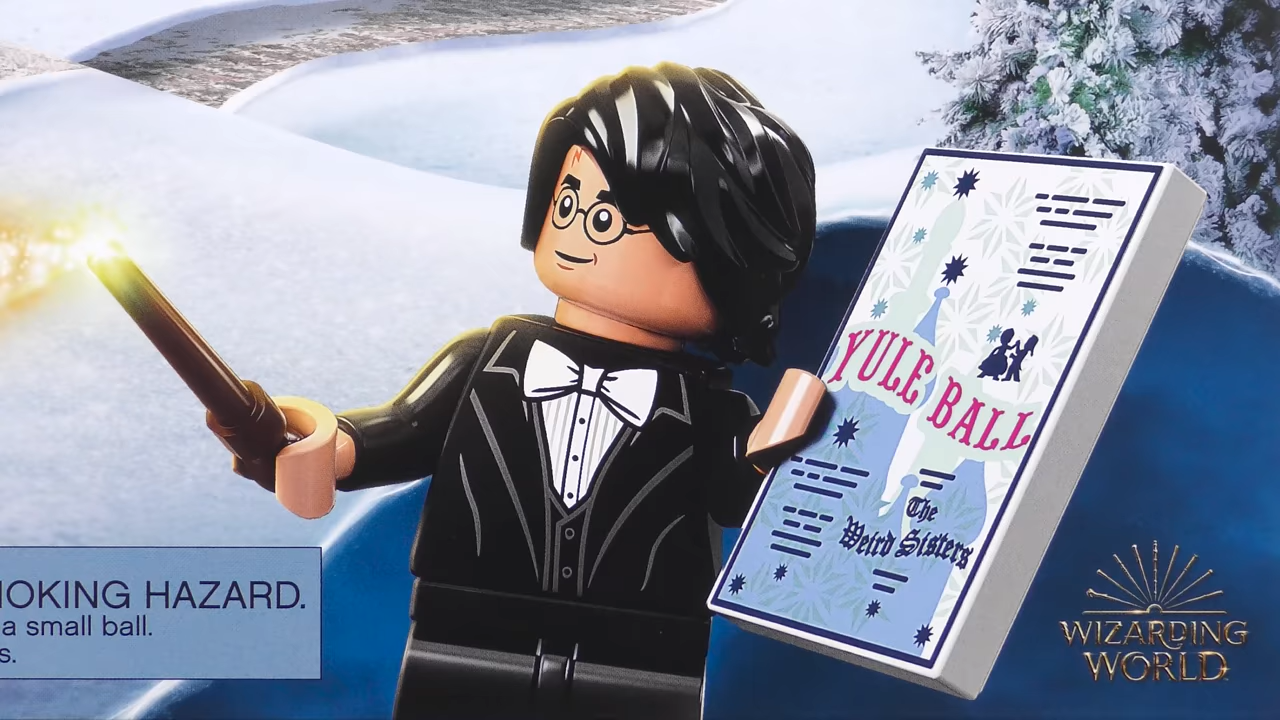 YULE BALL
The
Weird Sisters
HOKING HAZARD.
a small ball.
s.
WIZARDING
WORLD